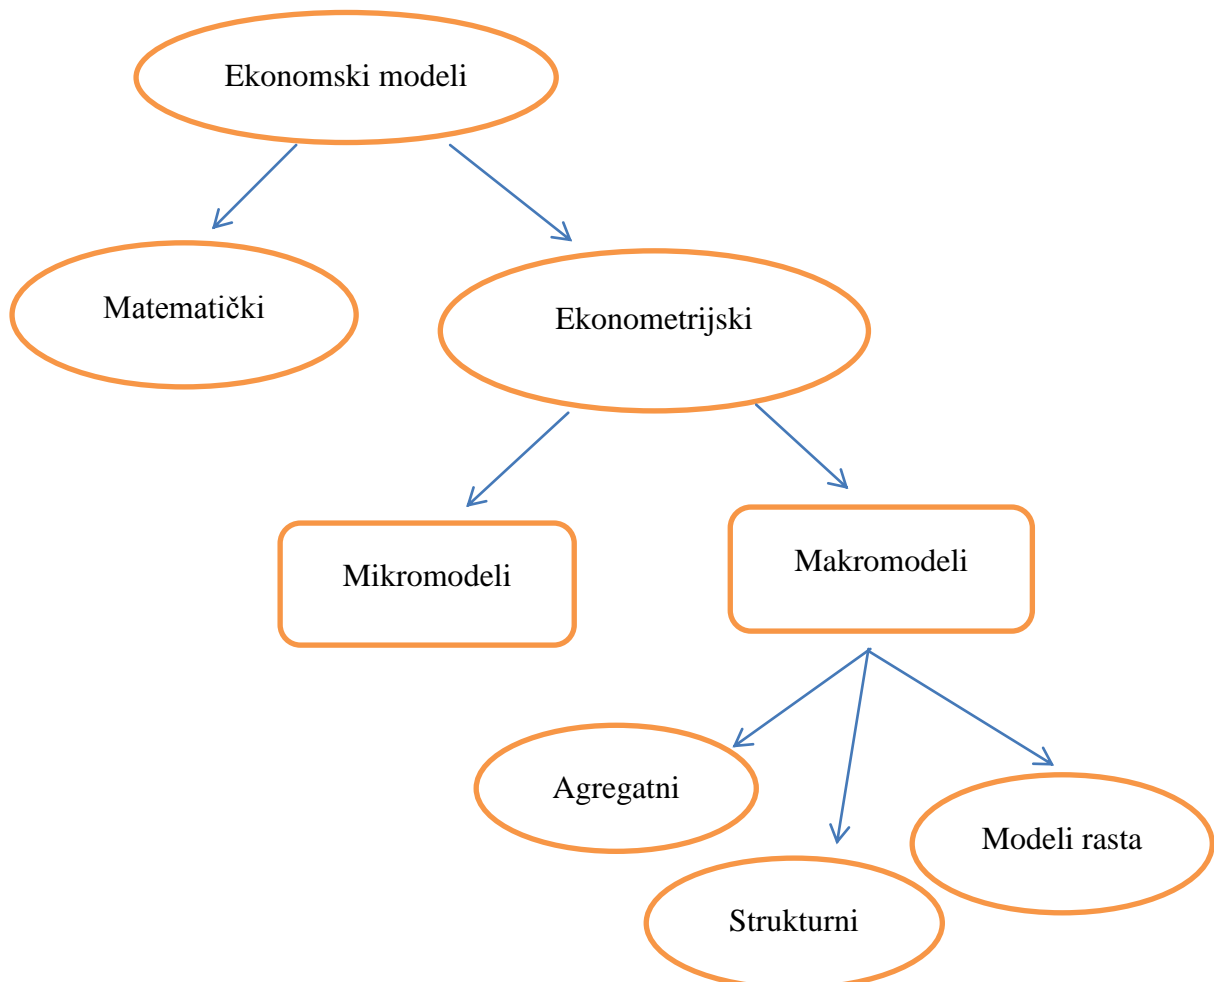 Ekonomski modeli
Matematički
Ekonometrijski
Mikromodeli
Makromodeli
Agregatni
Modeli rasta
Strukturni